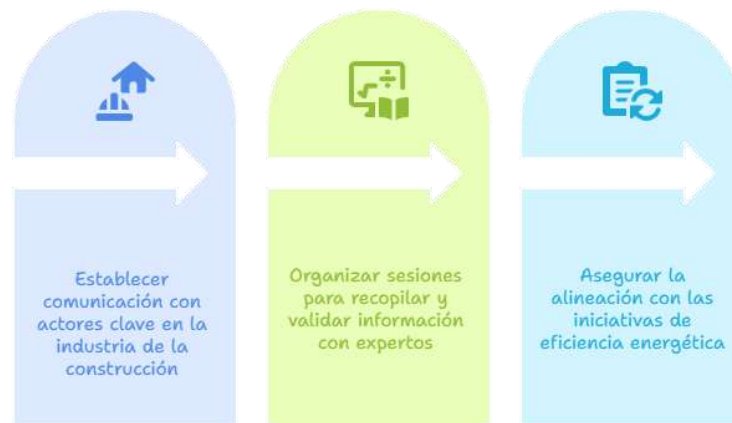 Establecer
comunicación con
actores clave en la
industria de la
construcción
Organizar sesiones
para recopilar y
validar información
con expertos
Asegurar la
alineación con las
iniciativas de
eficiencia energética